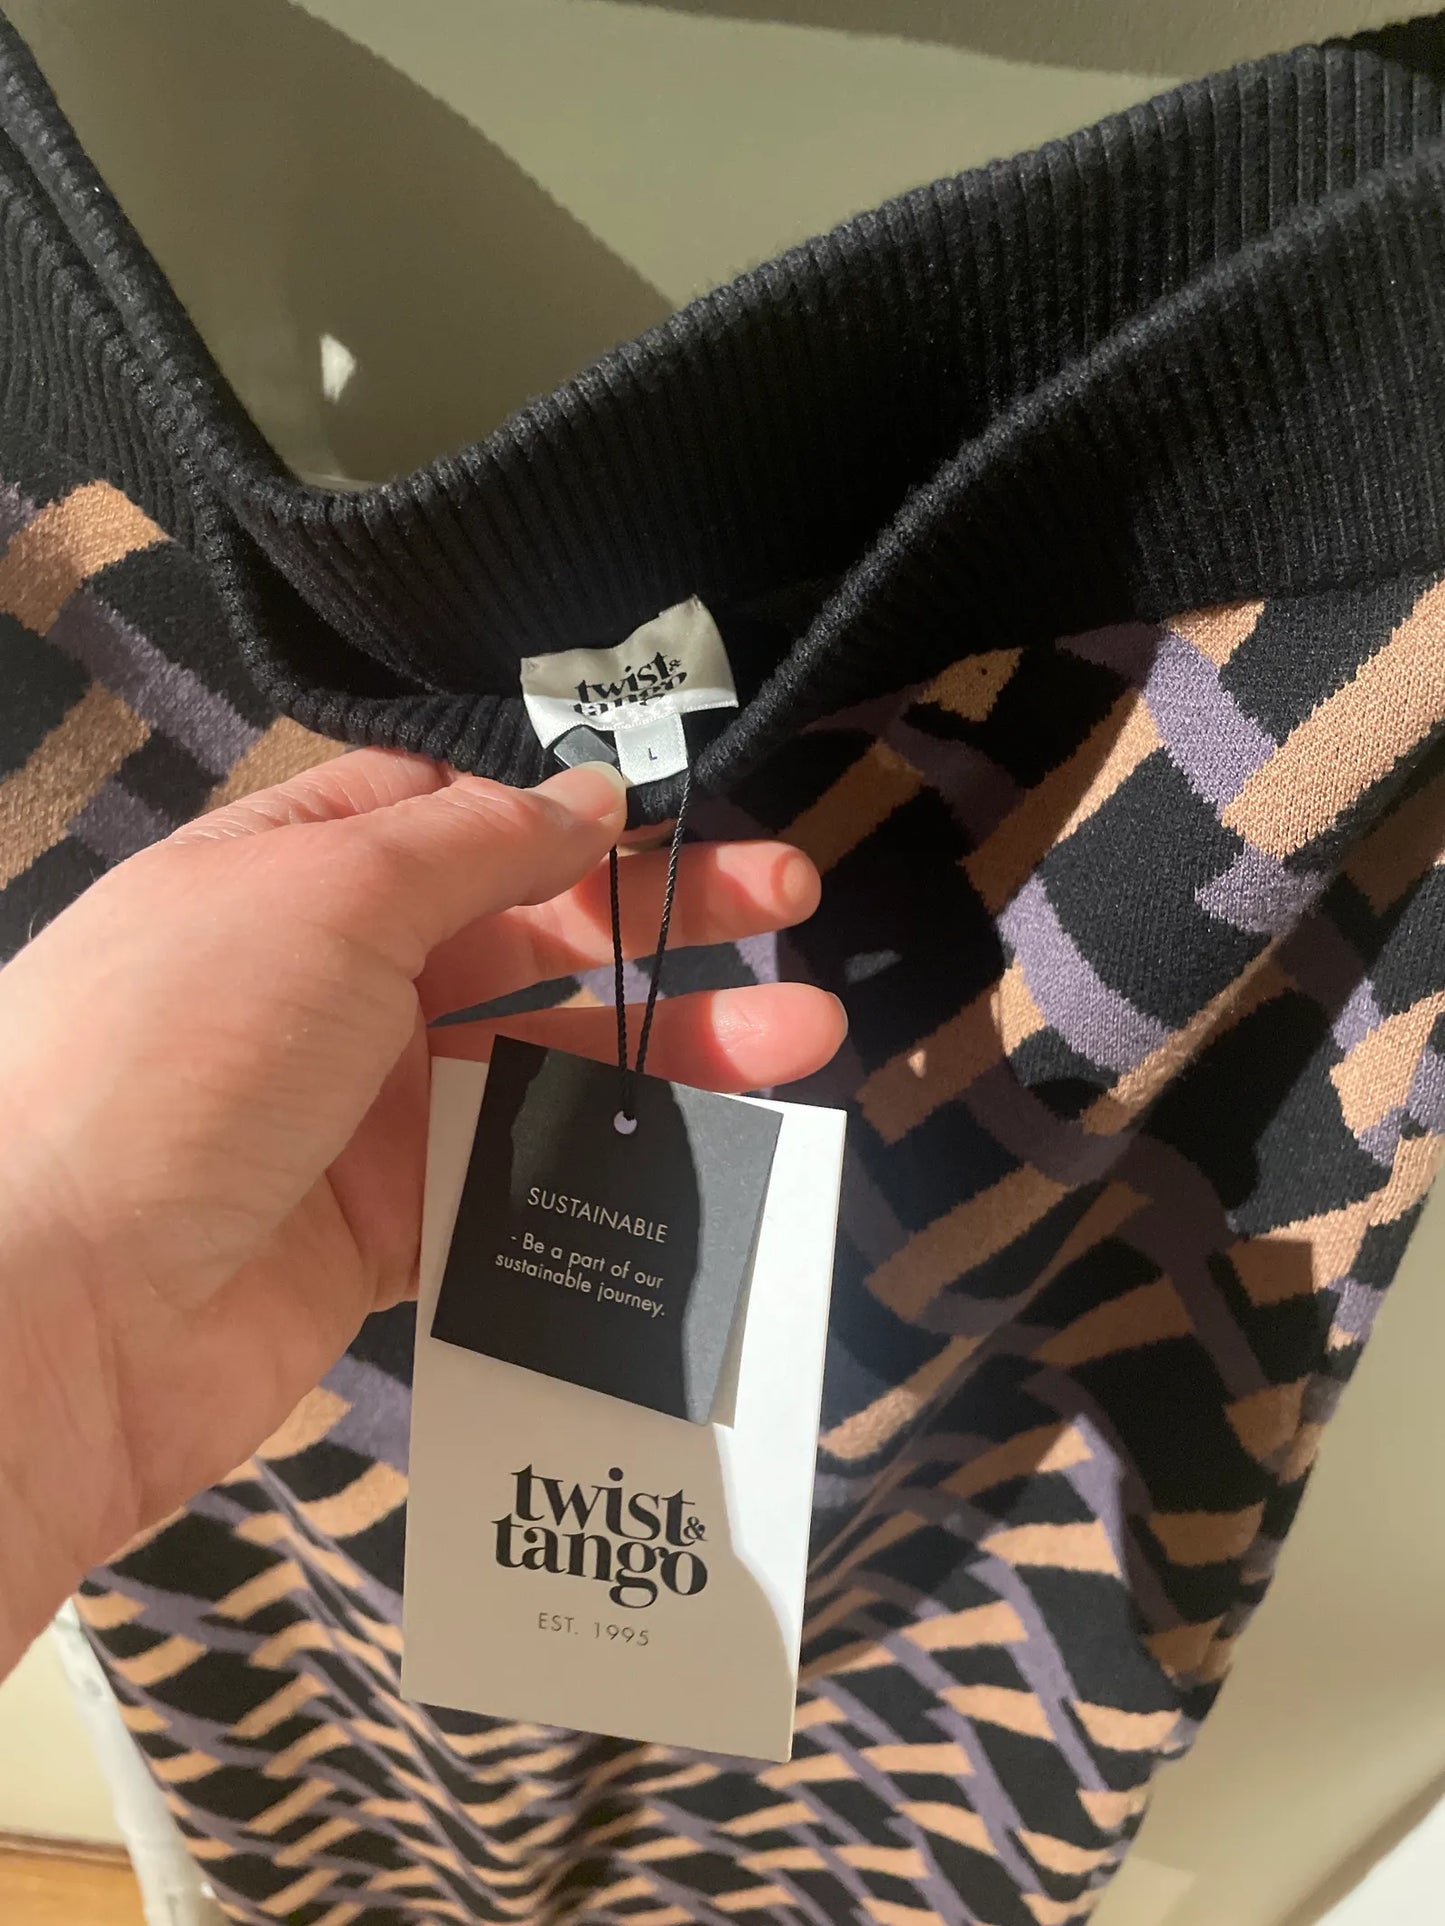 twist &
tango
L
SUSTAINABLE
- Be a part of our
sustainable journey.
twist &
tango
EST. 1995